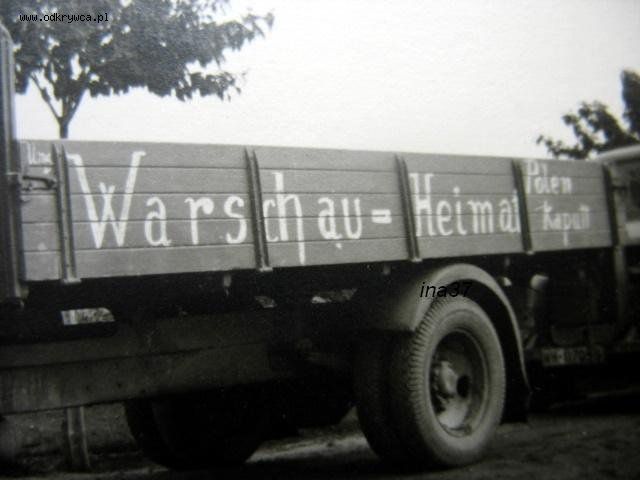 www.odkrywca.pl
Warschau = Heimat
Polen
Kaputt
ina37